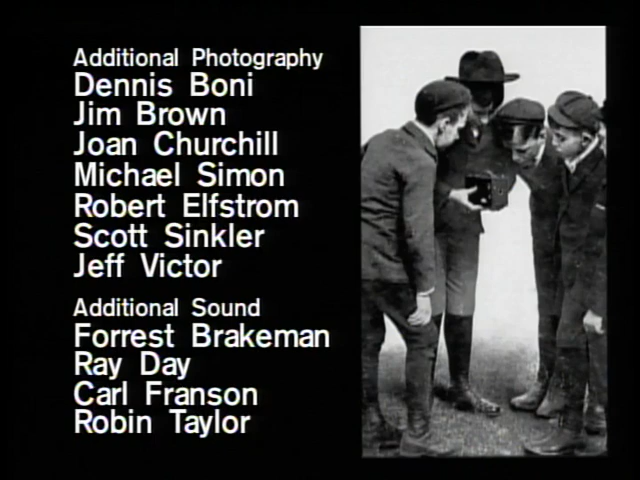 Additional Photography
Dennis Boni
Jim Brown
Joan Churchill
Michael Simon
Robert Elfstrom
Scott Sinkler
Jeff Victor
Additional Sound
Forrest Brakeman
Ray Day
Carl Franson
Robin Taylor